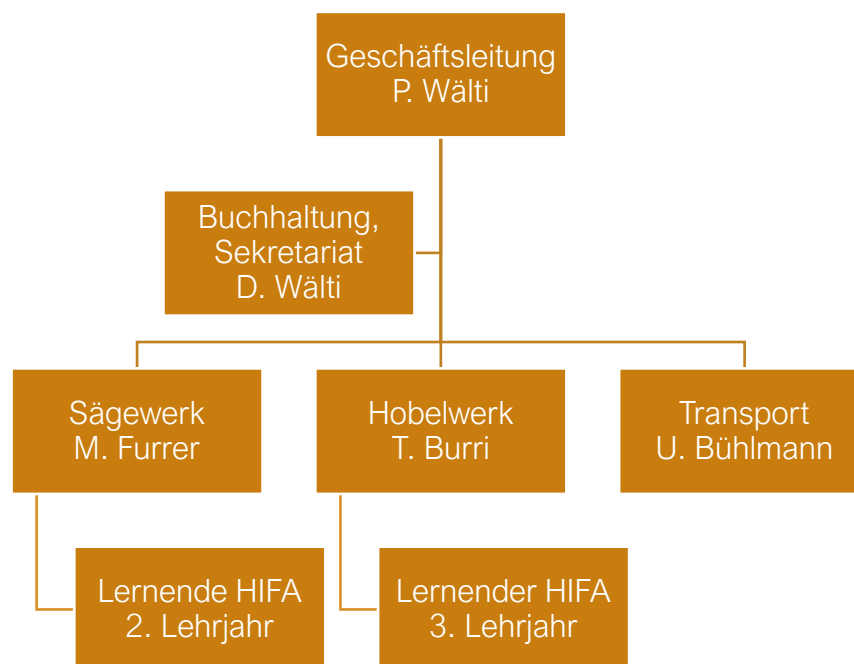 Geschäftsleitung
P. Wälti
Buchhaltung,
Sekretariat
D. Wälti
Sägewerk
M. Furrer
Hobelwerk
T. Burri
Transport
U. Bühlmann
Lernende HIFA
2. Lehrjahr
Lernender HIFA
3. Lehrjahr